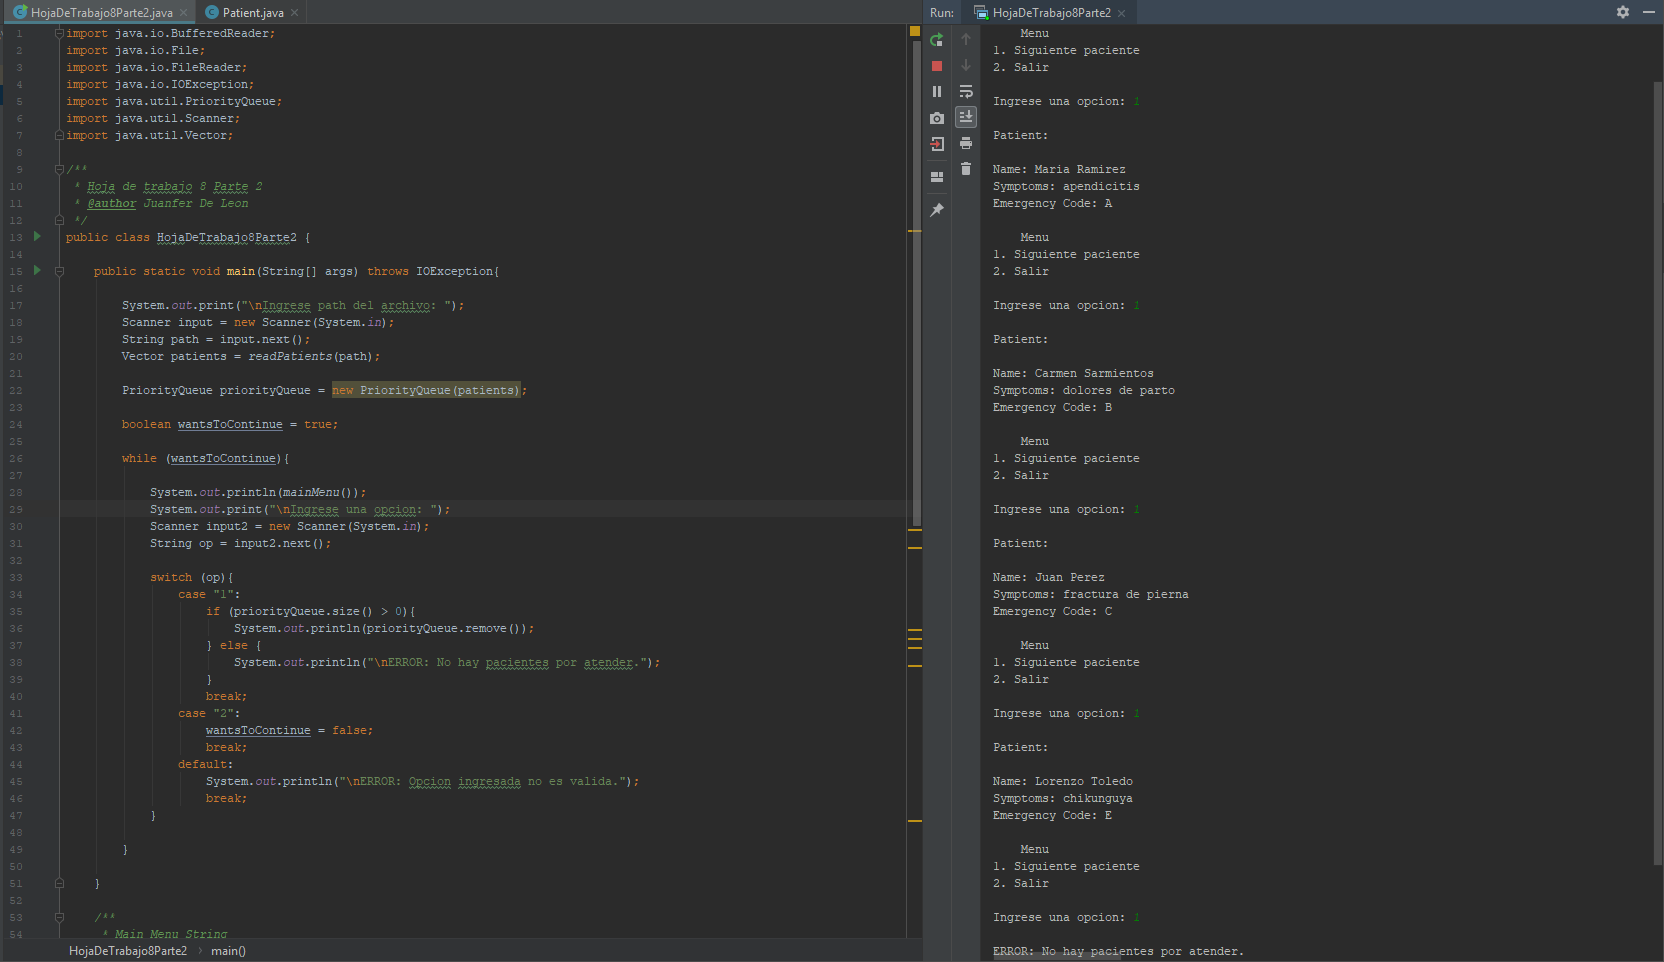 HojaDeTrabajo8Parte2.java
Patient.java
1 import java.io.BufferedReader;
2 import java.io.File;
3 import java.io.FileReader;
4 import java.io.IOException;
5 import java.util.PriorityQueue;
6 import java.util.Scanner;
7 import java.util.Vector;
8
9 /**
10 * Hoja de trabajo 8 Parte 2
11 * @author Juanfer De Leon
12 */
13 public class HojaDeTrabajo8Parte2 {
14
15 public static void main(String[] args) throws IOException{
16
17 System.out.print("\nIngrese path del archivo: ");
18 Scanner input = new Scanner(System.in);
19 String path = input.next();
20 Vector patients = readPatients(path);
21
22 PriorityQueue priorityQueue = new PriorityQueue(patients);
23
24 boolean wantsToContinue = true;
25
26 while (wantsToContinue){
27
28 System.out.println(mainMenu());
29 System.out.print("\nIngrese una opcion: ");
30 Scanner input2 = new Scanner(System.in);
31 String op = input2.next();
32
33 switch (op){
34 case "1":
35 if (priorityQueue.size() > 0){
36 System.out.println(priorityQueue.remove());
37 } else {
38 System.out.println("\nERROR: No hay pacientes por atender.");
39 }
40 break;
41 case "2":
42 wantsToContinue = false;
43 break;
44 default:
45 System.out.println("\nERROR: Opcion ingresada no es valida.");
46 break;
47 }
48
49 }
50
51 }
52
53 /**
54 * Main Menu String
HojaDeTrabajo8Parte2 › main()
Run: HojaDeTrabajo8Parte2
Menu
1. Siguiente paciente
2. Salir
Ingrese una opcion: 1
Patient:
Name: Maria Ramirez
Symptoms: apendicitis
Emergency Code: A
Menu
1. Siguiente paciente
2. Salir
Ingrese una opcion: 1
Patient:
Name: Carmen Sarmientos
Symptoms: dolores de parto
Emergency Code: B
Menu
1. Siguiente paciente
2. Salir
Ingrese una opcion: 1
Patient:
Name: Juan Perez
Symptoms: fractura de pierna
Emergency Code: C
Menu
1. Siguiente paciente
2. Salir
Ingrese una opcion: 1
Patient:
Name: Lorenzo Toledo
Symptoms: chikunguya
Emergency Code: E
Menu
1. Siguiente paciente
2. Salir
Ingrese una opcion: 1
ERROR: No hay pacientes por atender.